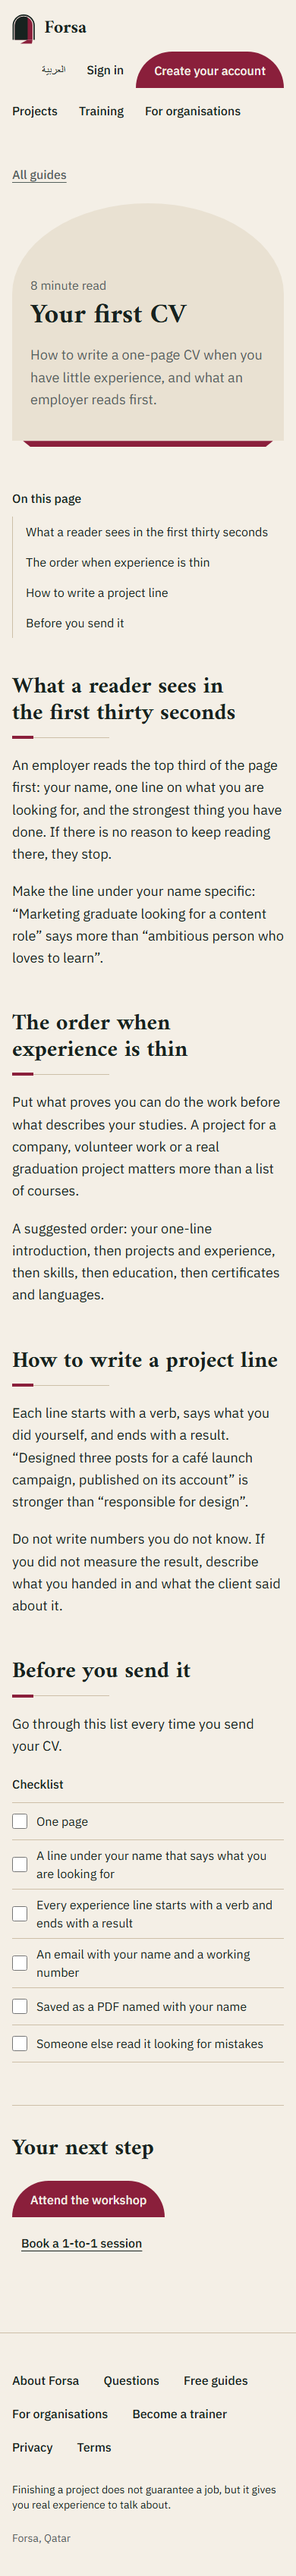 Forsa
العربية
Sign in
Create your account
Projects
Training
For organisations
All guides
8 minute read
Your first CV
How to write a one-page CV when you
have little experience, and what an
employer reads first.
On this page
What a reader sees in the first thirty seconds
The order when experience is thin
How to write a project line
Before you send it
What a reader sees in
the first thirty seconds
An employer reads the top third of the page
first: your name, one line on what you are
looking for, and the strongest thing you have
done. If there is no reason to keep reading
there, they stop.
Make the line under your name specific:
“Marketing graduate looking for a content
role” says more than “ambitious person who
loves to learn”.
The order when
experience is thin
Put what proves you can do the work before
what describes your studies. A project for a
company, volunteer work or a real
graduation project matters more than a list
of courses.
A suggested order: your one-line
introduction, then projects and experience,
then skills, then education, then certificates
and languages.
How to write a project line
Each line starts with a verb, says what you
did yourself, and ends with a result.
“Designed three posts for a café launch
campaign, published on its account” is
stronger than “responsible for design”.
Do not write numbers you do not know. If
you did not measure the result, describe
what you handed in and what the client said
about it.
Before you send it
Go through this list every time you send
your CV.
Checklist
One page
A line under your name that says what you
are looking for
Every experience line starts with a verb and
ends with a result
An email with your name and a working
number
Saved as a PDF named with your name
Someone else read it looking for mistakes
Your next step
Attend the workshop
Book a 1-to-1 session
About Forsa
Questions
Free guides
For organisations
Become a trainer
Privacy
Terms
Finishing a project does not guarantee a job, but it gives
you real experience to talk about.
Forsa, Qatar